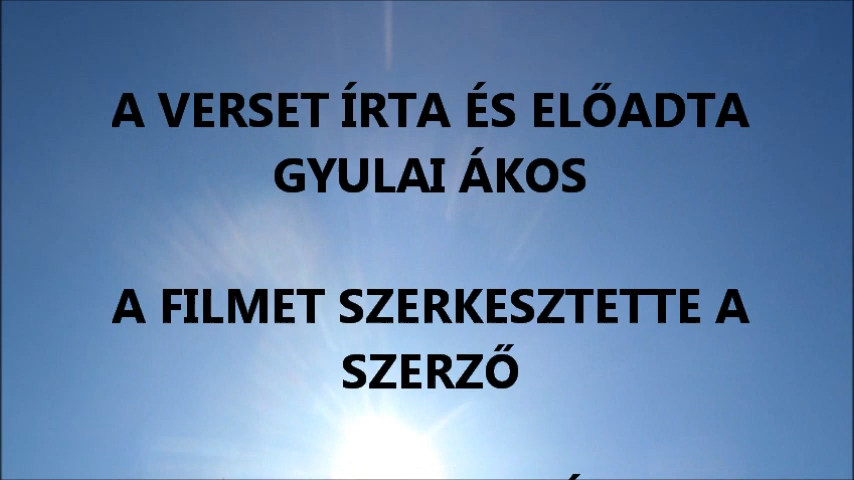 A VERSET ÍRTA ÉS ELŐADTA
GYULAI ÁKOS
A FILMET SZERKESZTETTE A
SZERZŐ